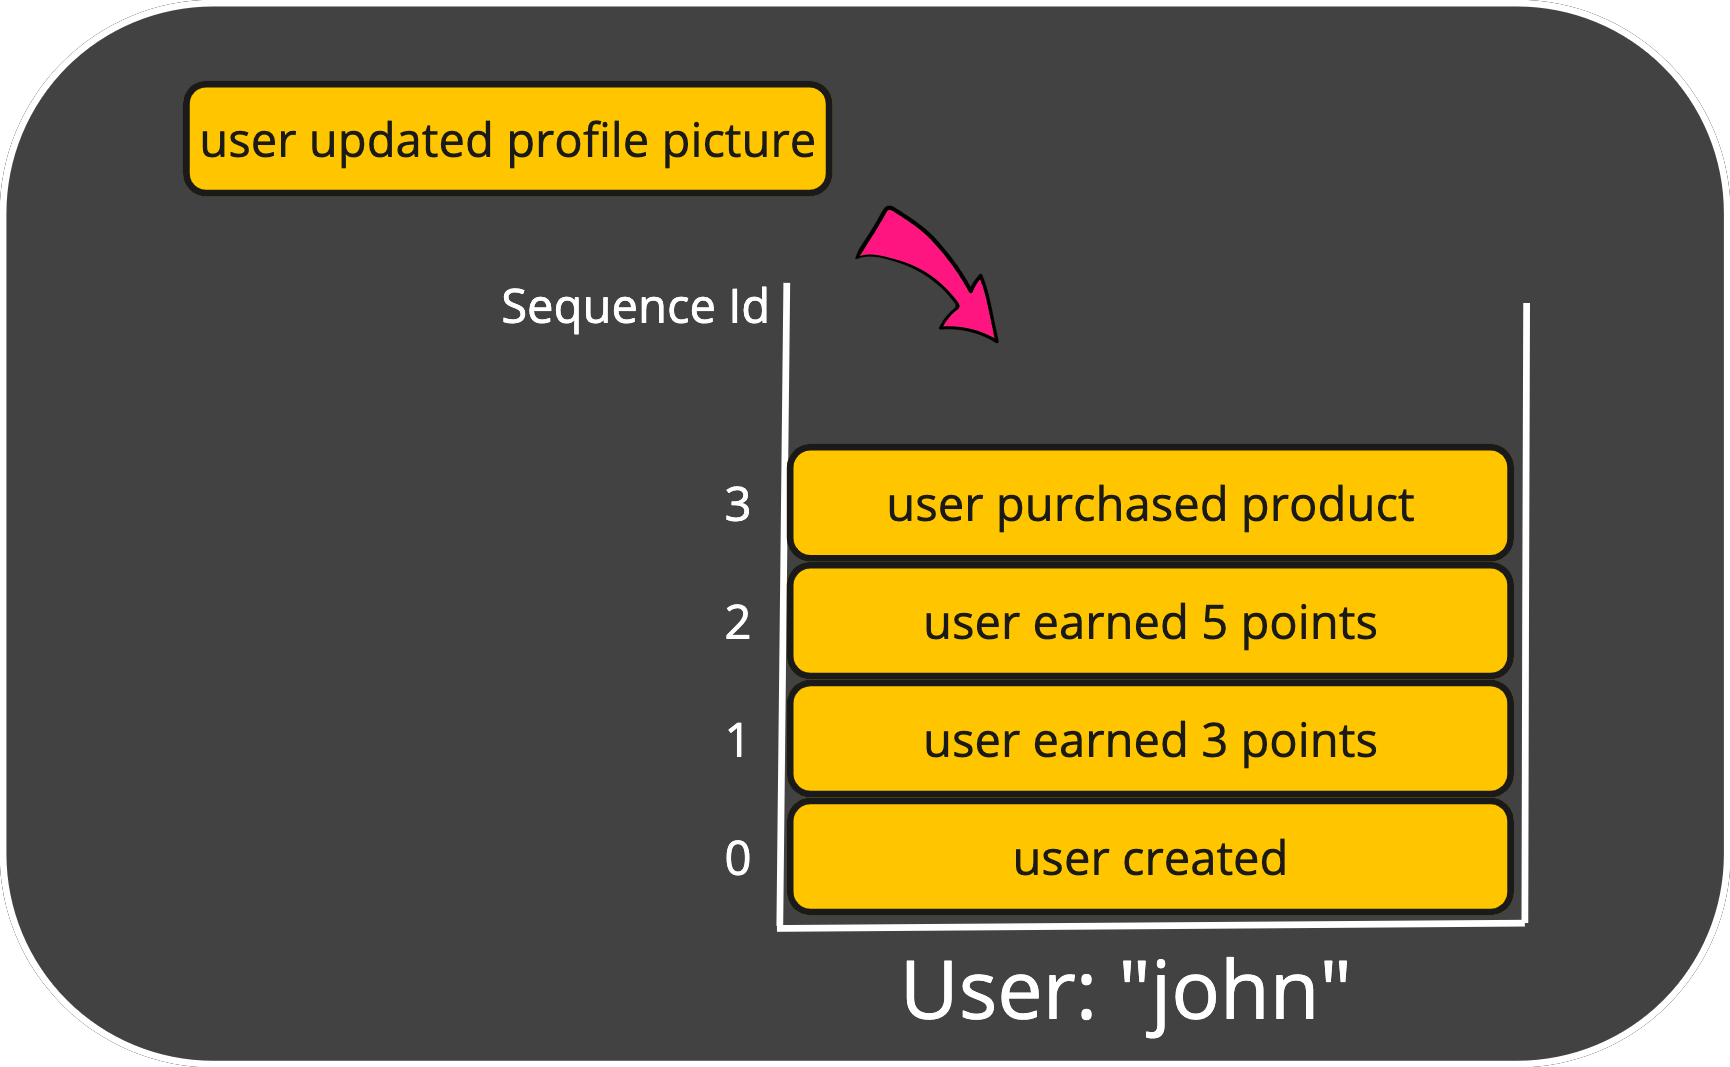 user updated profile picture
Sequence Id
3 user purchased product
2 user earned 5 points
1 user earned 3 points
0 user created
User: "john"